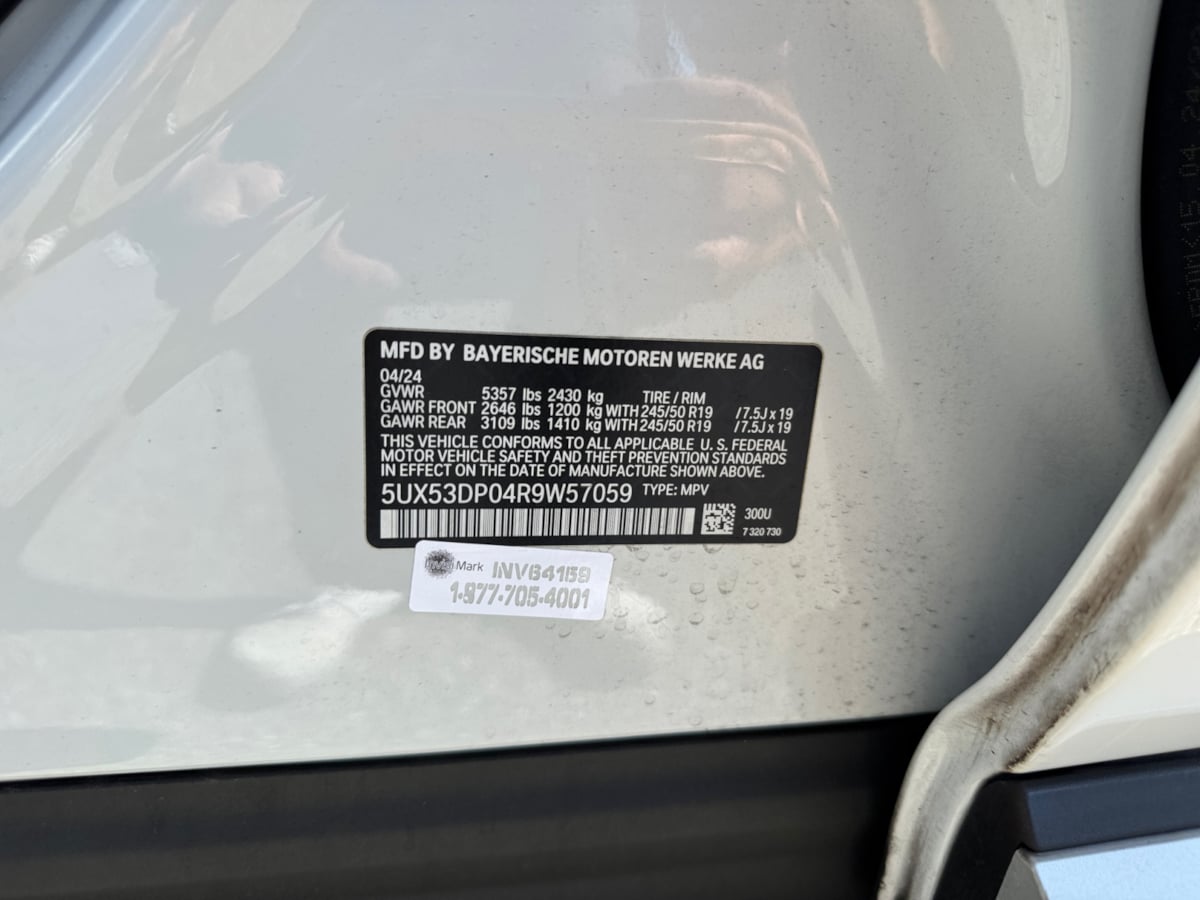 MFD BY BAYERISCHE MOTOREN WERKE AG
04/24
GVWR 5357 lbs 2430 kg TIRE / RIM
GAWR FRONT 2646 lbs 1200 kg WITH 245/50 R19 / 7.5J x 19
GAWR REAR 3109 lbs 1410 kg WITH 245/50 R19 / 7.5J x 19
THIS VEHICLE CONFORMS TO ALL APPLICABLE U. S. FEDERAL
MOTOR VEHICLE SAFETY AND THEFT PREVENTION STANDARDS
IN EFFECT ON THE DATE OF MANUFACTURE SHOWN ABOVE.
5UX53DP04R9W57059 TYPE: MPV
300U
7 320 730
Mark
1-977-705-4001